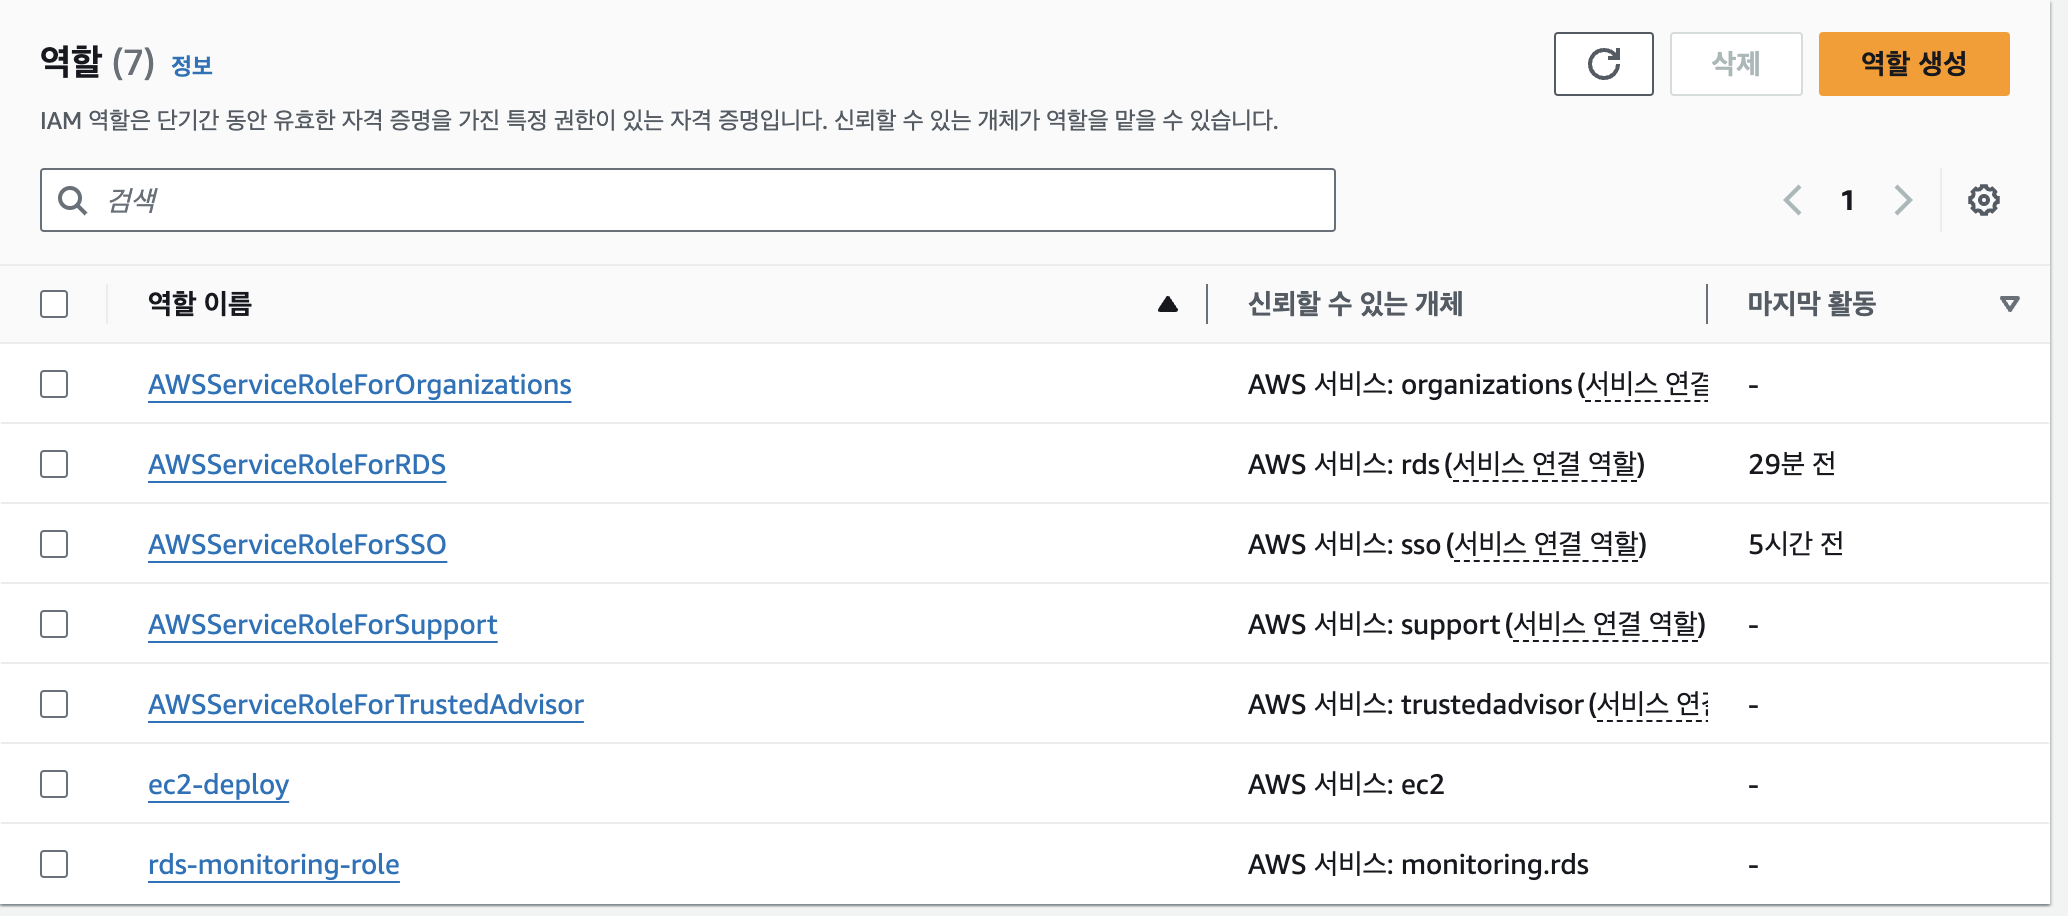 역할 (7) 정보
삭제
역할 생성
IAM 역할은 단기간 동안 유효한 자격 증명을 가진 특정 권한이 있는 자격 증명입니다. 신뢰할 수 있는 개체가 역할을 맡을 수 있습니다.
검색
1
역할 이름 신뢰할 수 있는 개체 마지막 활동
AWSServiceRoleForOrganizations AWS 서비스: organizations (서비스 연결 -
AWSServiceRoleForRDS AWS 서비스: rds (서비스 연결 역할) 29분 전
AWSServiceRoleForSSO AWS 서비스: sso (서비스 연결 역할) 5시간 전
AWSServiceRoleForSupport AWS 서비스: support (서비스 연결 역할) -
AWSServiceRoleForTrustedAdvisor AWS 서비스: trustedadvisor (서비스 -
ec2-deploy AWS 서비스: ec2 -
rds-monitoring-role AWS 서비스: monitoring.rds -